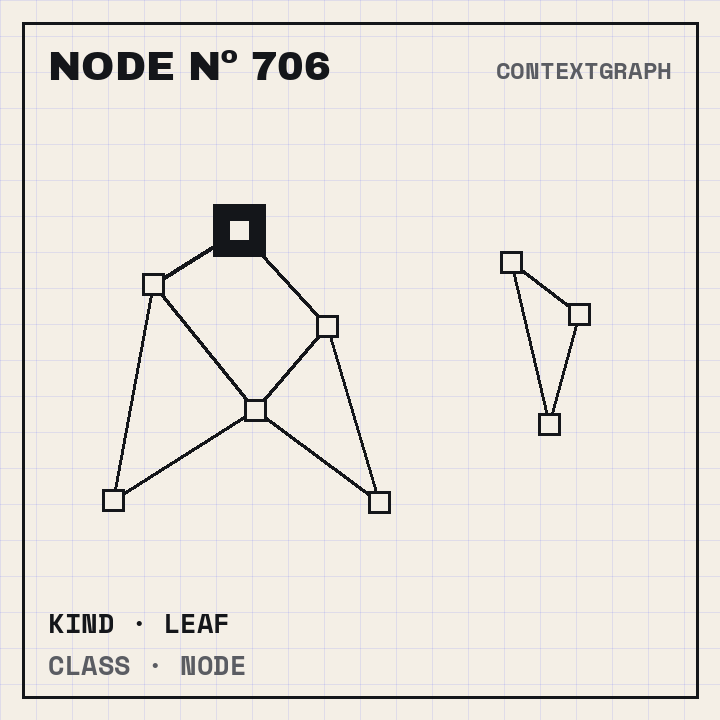 NODE Nº 706
CONTEXTGRAPH
KIND · LEAF
CLASS · NODE